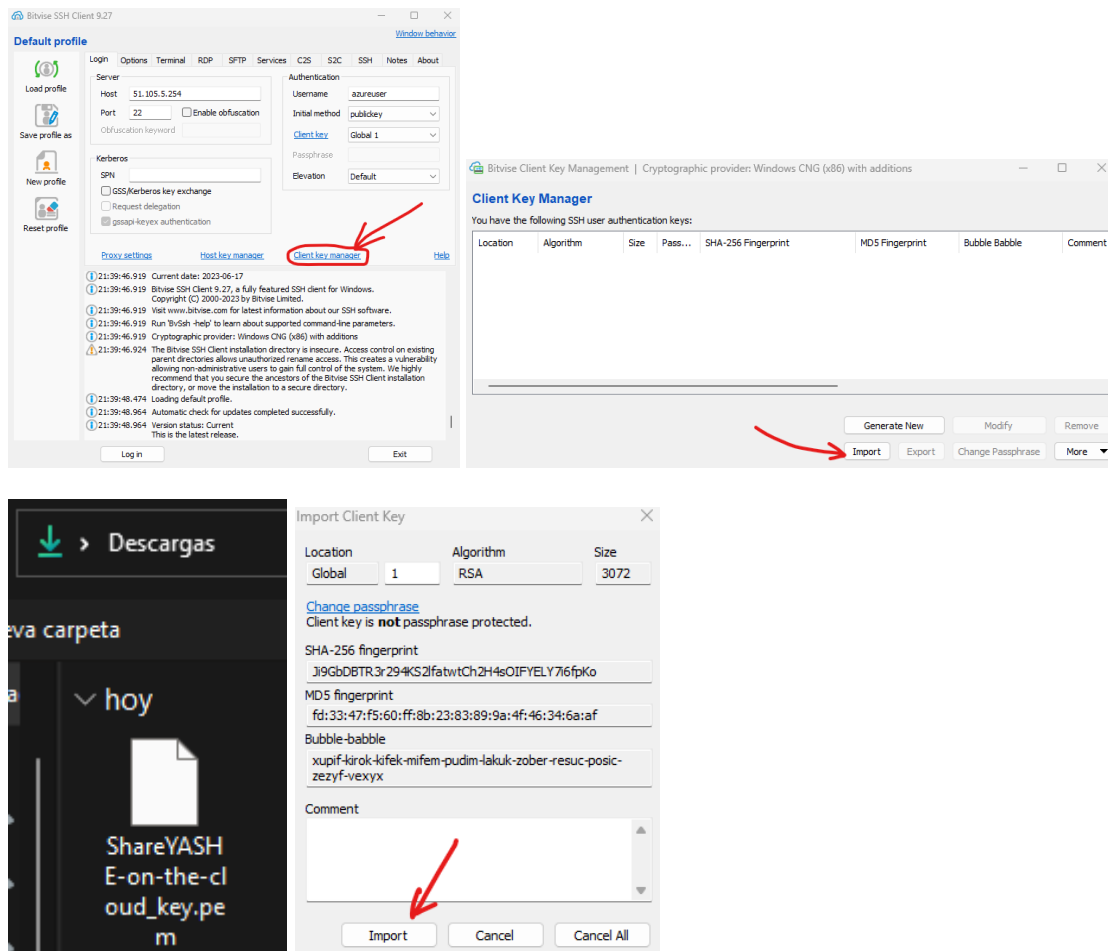 Bitvise SSH Client 9.27
Default profile
Window behavior
Load profile
Save profile as
New profile
Reset profile
Login Options Terminal RDP SFTP Services C2S S2C SSH Notes About
Server
Host 51.105.5.254
Port 22 Enable obfuscation
Obfuscation keyword
Kerberos
SPN
GSS/Kerberos key exchange
Request delegation
gssapi-keyex authentication
Authentication
Username azureuser
Initial method publickey
Client key Global 1
Passphrase
Elevation Default
Proxy settings Host key manager Client key manager Help
21:39:46.919 Current date: 2023-06-17
21:39:46.919 Bitvise SSH Client 9.27, a fully featured SSH client for Windows.
Copyright (C) 2000-2023 by Bitvise Limited.
21:39:46.919 Visit www.bitvise.com for latest information about our SSH software.
21:39:46.919 Run 'BvSsh -help' to learn about supported command-line parameters.
21:39:46.919 Cryptographic provider: Windows CNG (x86) with additions
21:39:46.924 The Bitvise SSH Client installation directory is insecure. Access control on existing
parent directories allows unauthorized rename access. This creates a vulnerability
allowing non-administrative users to gain full control of the system. We highly
recommend that you secure the ancestors of the Bitvise SSH Client installation
directory, or move the installation to a secure directory.
21:39:48.474 Loading default profile.
21:39:48.964 Automatic check for updates completed successfully.
21:39:48.964 Version status: Current
This is the latest release.
Log in Exit
Bitvise Client Key Management | Cryptographic provider: Windows CNG (x86) with additions
Client Key Manager
You have the following SSH user authentication keys:
Location Algorithm Size Pass... SHA-256 Fingerprint MD5 Fingerprint Bubble Babble Comment
Generate New Modify Remove
Import Export Change Passphrase More
> Descargas
eva carpeta
a
hoy
ShareYASH
E-on-the-cl
oud_key.pe
m
Import Client Key
Location Algorithm Size
Global 1 RSA 3072
Change passphrase
Client key is not passphrase protected.
SHA-256 fingerprint
Ji9GbDBTR3r294KS2lfatwtCh2H4sOIFYELY7i6fpKo
MD5 fingerprint
fd:33:47:f5:60:ff:8b:23:83:89:9a:4f:46:34:6a:af
Bubble-babble
xupif-kirok-kifek-mifem-pudim-lakuk-zober-resuc-posic-
zezyf-vexyx
Comment
Import Cancel Cancel All